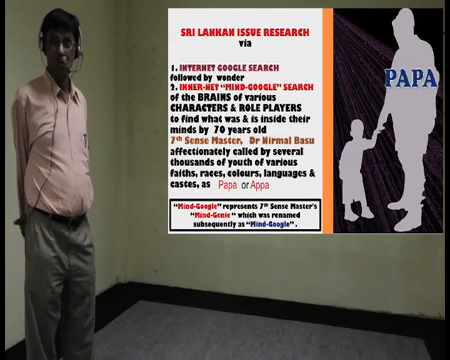 SRI LANKAN ISSUE RESEARCH
via
1. INTERNET GOOGLE SEARCH
followed by wonder
2. INNER-NET "MIND-GOOGLE" SEARCH
of the BRAINS of various
CHARACTERS & ROLE PLAYERS
to find what was & is inside their
minds by 70 years old
7th Sense Master, Dr Nirmal Basu
affectionately called by several
thousands of youth of various
faiths, races, colours, languages &
castes, as Papa or Appa
"Mind-Google" represents 7th Sense Master's
"Mind-Genie" which was renamed
subsequently as "Mind-Google".
PAPA